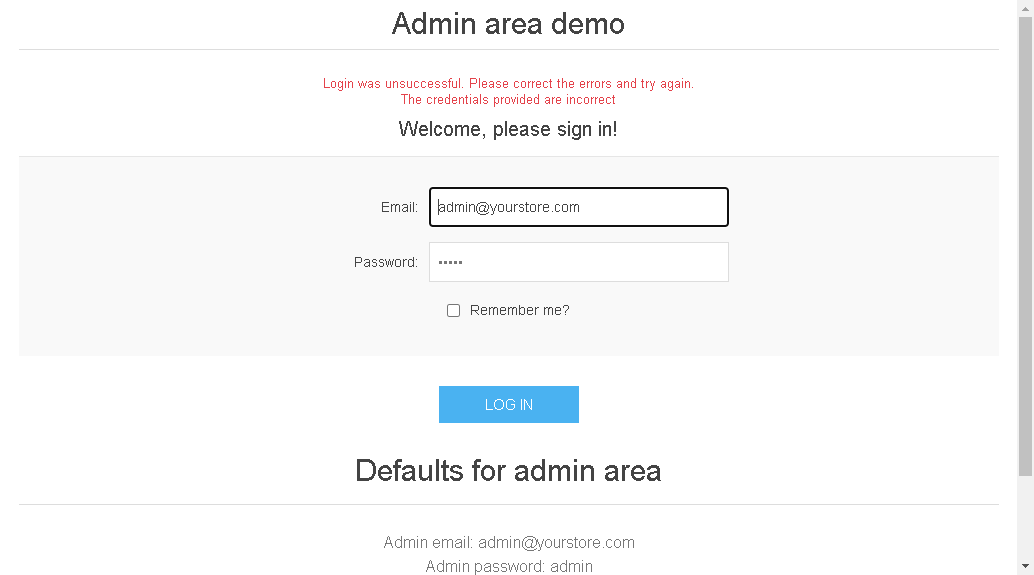 Admin area demo
Login was unsuccessful. Please correct the errors and try again.
The credentials provided are incorrect
Welcome, please sign in!
Email: admin@yourstore.com
Password: •••••
Remember me?
LOG IN
Defaults for admin area
Admin email: admin@yourstore.com
Admin password: admin